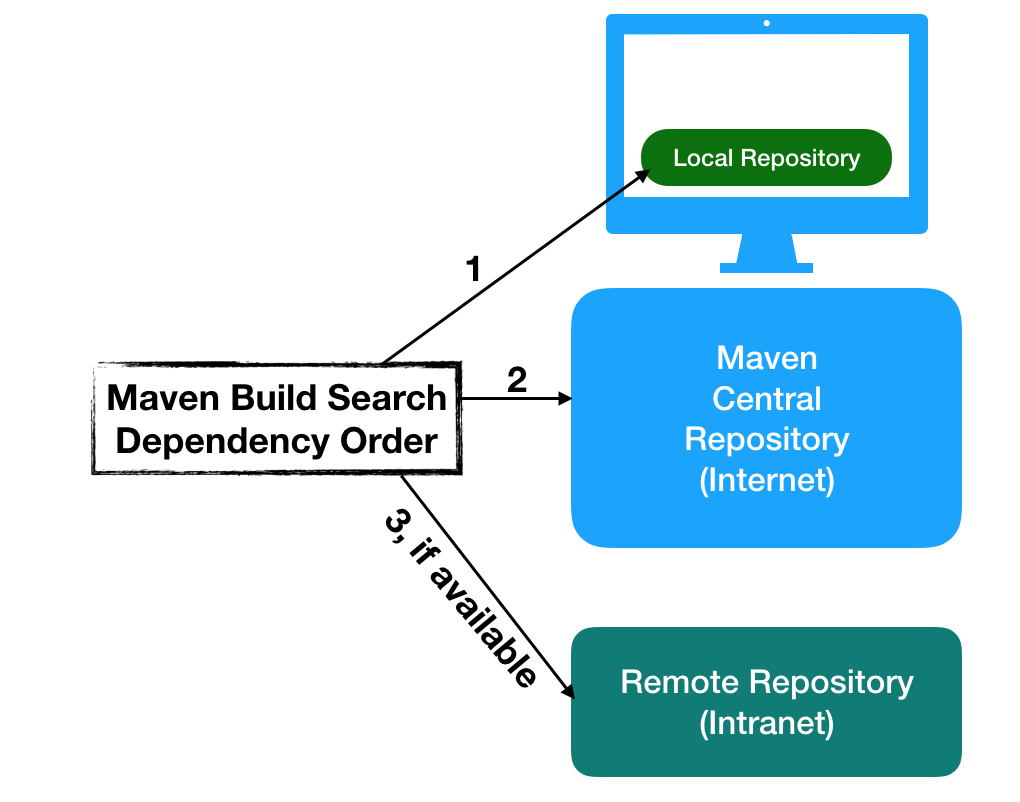 Local Repository
1
Maven
Central
Repository
(Internet)
2
Maven Build Search
Dependency Order
3, if available
Remote Repository
(Intranet)